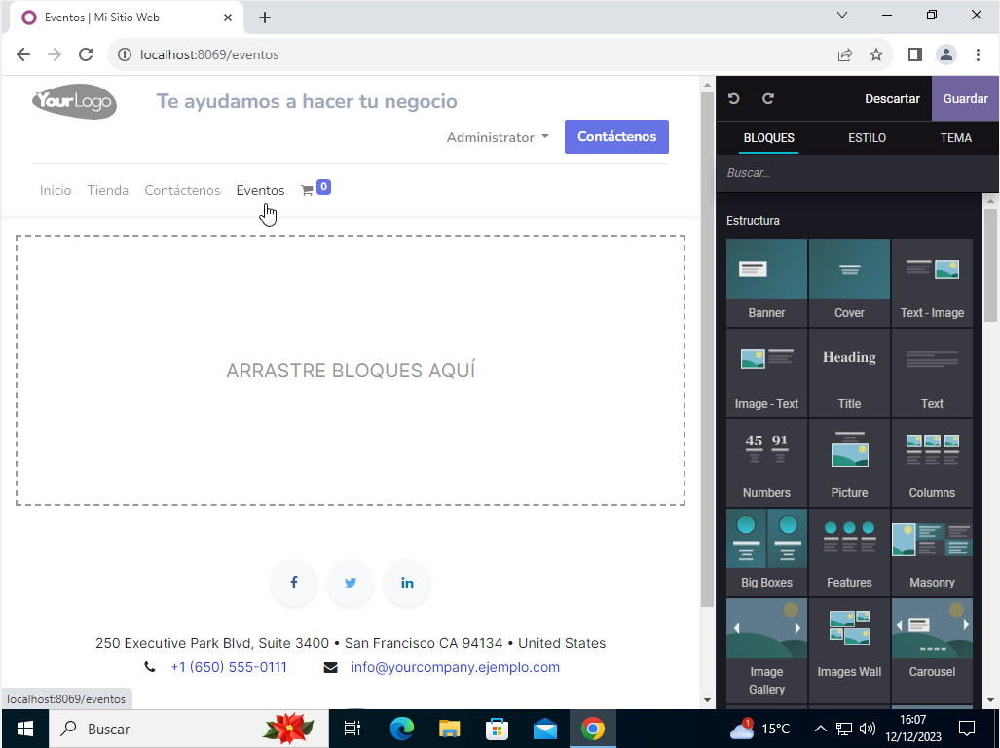 Eventos | Mi Sitio Web
localhost:8069/eventos
YourLogo
Te ayudamos a hacer tu negocio
Administrator
Contáctenos
Inicio
Tienda
Contáctenos
Eventos
0
ARRASTRE BLOQUES AQUÍ
250 Executive Park Blvd, Suite 3400 • San Francisco CA 94134 • United States
+1 (650) 555-0111
info@yourcompany.ejemplo.com
localhost:8069/eventos
Descartar
Guardar
BLOQUES
ESTILO
TEMA
Buscar...
Estructura
Banner
Cover
Text - Image
Image - Text
Heading
Title
Text
45 91
Numbers
Picture
Columns
Big Boxes
Features
Masonry
Image
Gallery
Images Wall
Carousel
Buscar
1
15°C
16:07
12/12/2023